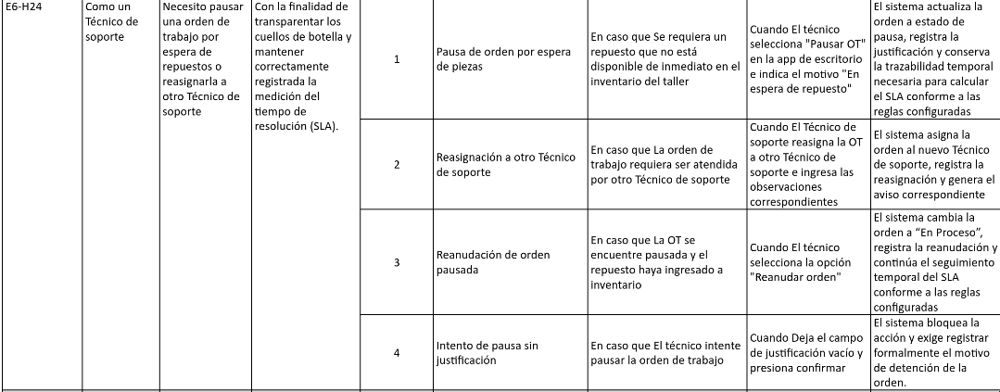 E6-H24
Como un
Técnico de
soporte
Necesito pausar
una orden de
trabajo por
espera de
repuestos o
reasignarla a
otro Técnico de
soporte
Con la finalidad de
transparentar los
cuellos de botella y
mantener
correctamente
registrada la
medición del
tiempo de
resolución (SLA).
1
Pausa de orden por espera
de piezas
En caso que Se requiera un
repuesto que no está
disponible de inmediato en el
inventario del taller
Cuando El técnico
selecciona "Pausar OT"
en la app de escritorio
e indica el motivo "En
espera de repuesto"
El sistema actualiza la
orden a estado de
pausa, registra la
justificación y conserva
la trazabilidad temporal
necesaria para calcular
el SLA conforme a las
reglas configuradas
2
Reasignación a otro Técnico
de soporte
En caso que La orden de
trabajo requiera ser atendida
por otro Técnico de soporte
Cuando El Técnico de
soporte reasigna la OT
a otro Técnico de
soporte e ingresa las
observaciones
correspondientes
El sistema asigna la
orden al nuevo Técnico
de soporte, registra la
reasignación y genera el
aviso correspondiente
3
Reanudación de orden
pausada
En caso que La OT se
encuentre pausada y el
repuesto haya ingresado a
inventario
Cuando El técnico
selecciona la opción
"Reanudar orden"
El sistema cambia la
orden a “En Proceso”,
registra la reanudación y
continúa el seguimiento
temporal del SLA
conforme a las reglas
configuradas
4
Intento de pausa sin
justificación
En caso que El técnico intente
pausar la orden de trabajo
Cuando Deja el campo
de justificación vacío y
presiona confirmar
El sistema bloquea la
acción y exige registrar
formalmente el motivo
de detención de la
orden.